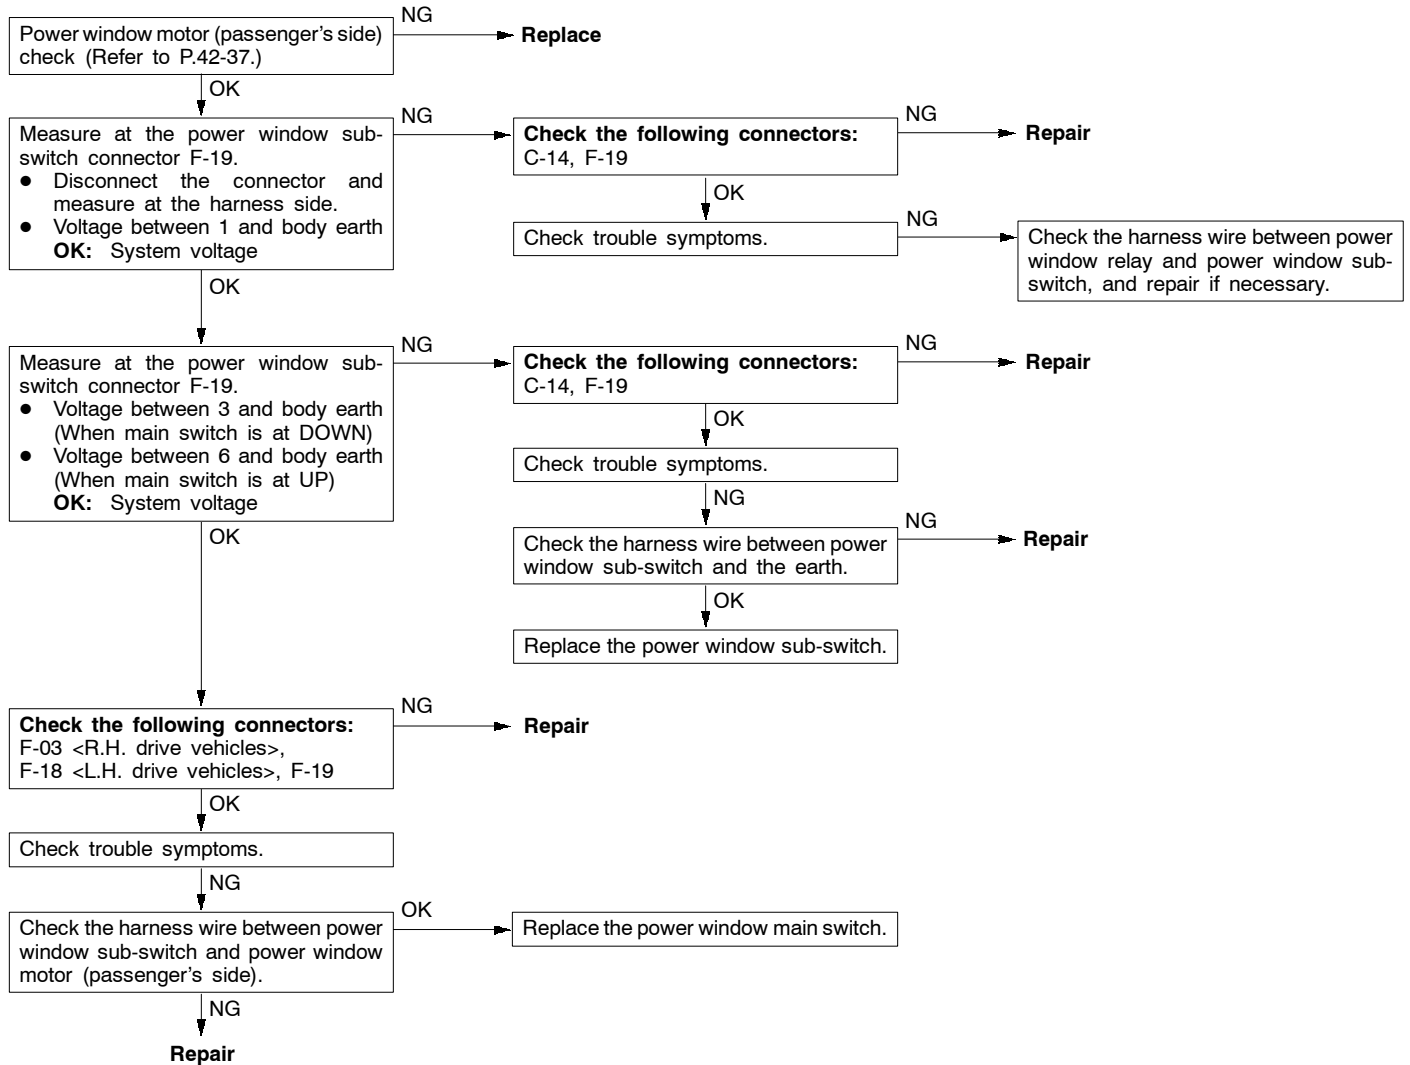 Power window motor (passenger's side)
check (Refer to P.42-37.)
NG
Replace
OK
Measure at the power window sub-
switch connector F-19.
● Disconnect the connector and
measure at the harness side.
● Voltage between 1 and body earth
OK: System voltage
NG
Check the following connectors:
C-14, F-19
NG
Repair
OK
Check trouble symptoms.
NG
Check the harness wire between power
window relay and power window sub-
switch, and repair if necessary.
OK
Measure at the power window sub-
switch connector F-19.
● Voltage between 3 and body earth
(When main switch is at DOWN)
● Voltage between 6 and body earth
(When main switch is at UP)
OK: System voltage
NG
Check the following connectors:
C-14, F-19
NG
Repair
OK
Check trouble symptoms.
NG
Check the harness wire between power
window sub-switch and the earth.
NG
Repair
OK
Replace the power window sub-switch.
OK
Check the following connectors:
F-03 <R.H. drive vehicles>,
F-18 <L.H. drive vehicles>, F-19
NG
Repair
OK
Check trouble symptoms.
NG
Check the harness wire between power
window sub-switch and power window
motor (passenger's side).
OK
Replace the power window main switch.
NG
Repair